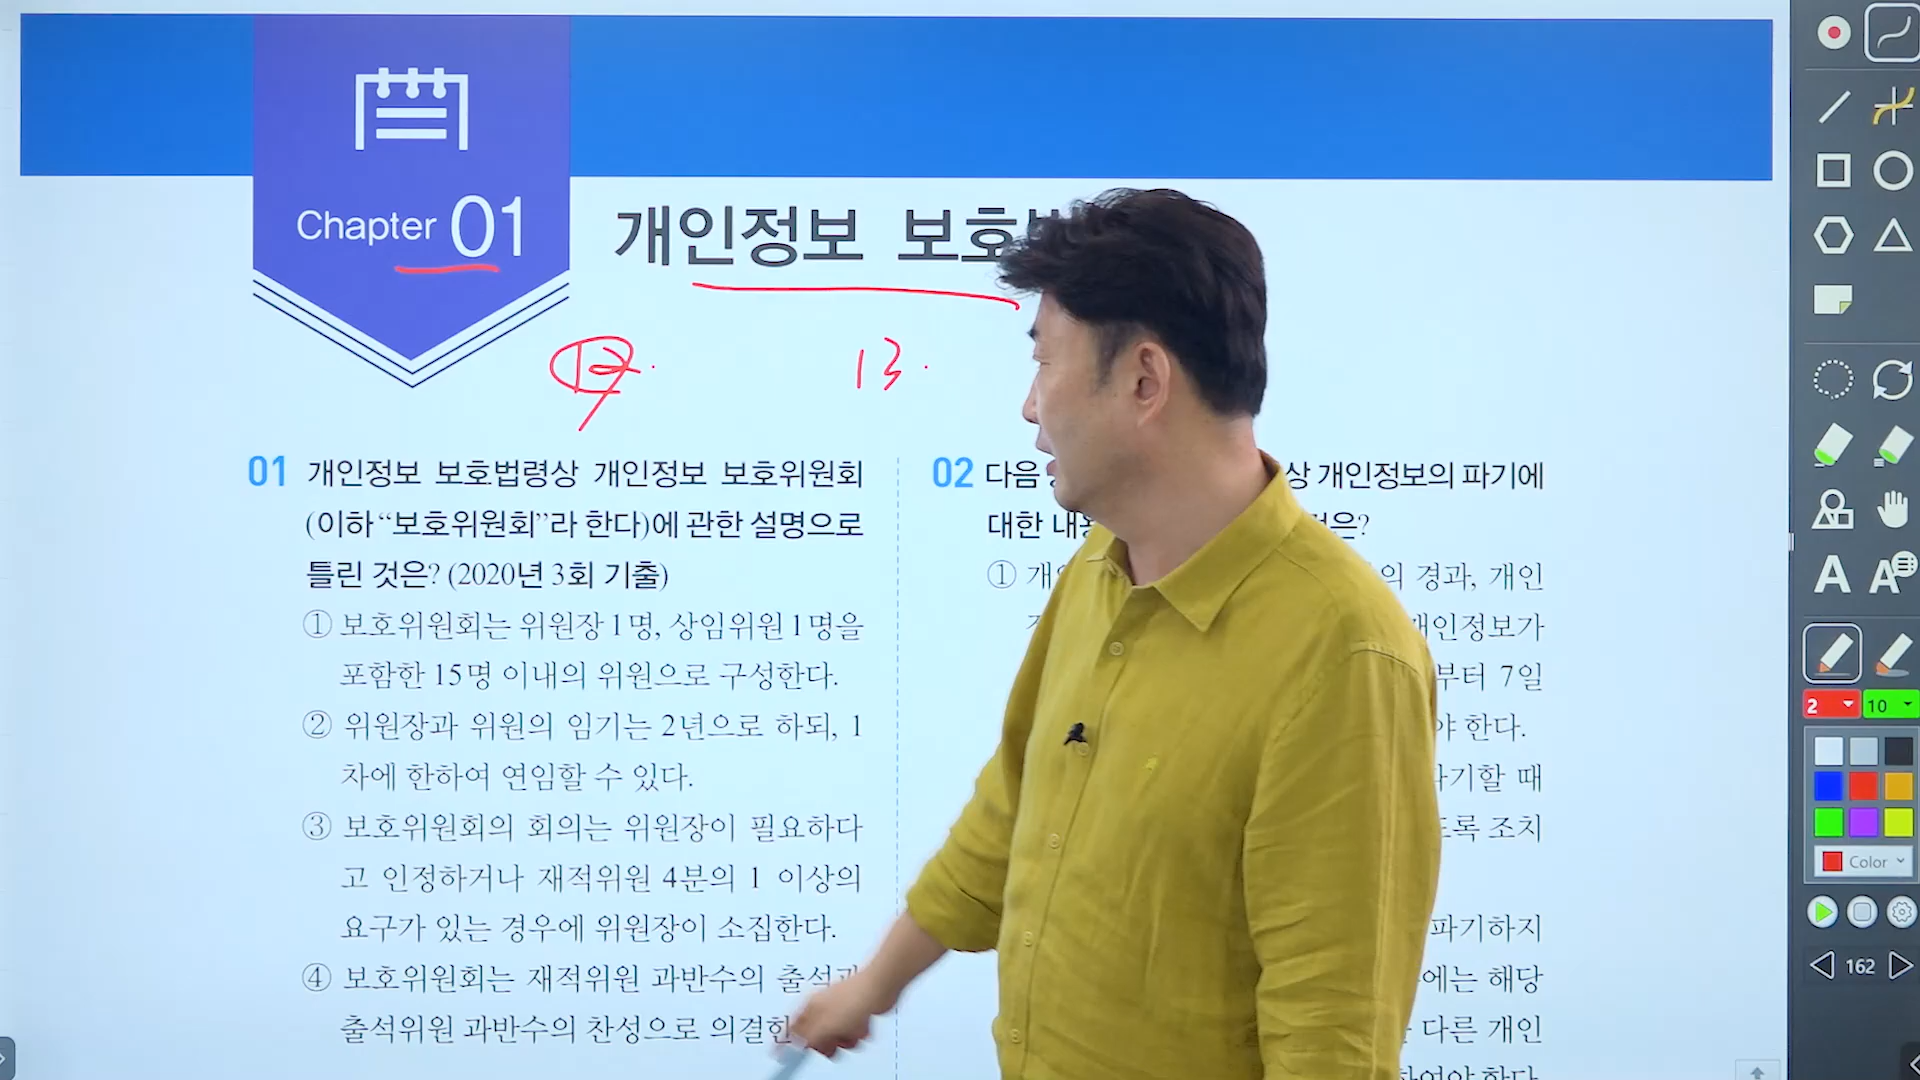 Chapter 01
개인정보 보호
13.
01 개인정보 보호법령상 개인정보 보호위원회
(이하 “보호위원회”라 한다)에 관한 설명으로
틀린 것은? (2020년 3회 기출)
① 보호위원회는 위원장 1명, 상임위원 1명을
포함한 15명 이내의 위원으로 구성한다.
② 위원장과 위원의 임기는 2년으로 하되, 1
차에 한하여 연임할 수 있다.
③ 보호위원회의 회의는 위원장이 필요하다
고 인정하거나 재적위원 4분의 1 이상의
요구가 있는 경우에 위원장이 소집한다.
④ 보호위원회는 재적위원 과반수의 출석과
출석위원 과반수의 찬성으로 의결한
02 다음 상 개인정보의 파기에
대한 내용 것은?
① 개인 의 경과, 개인
개인정보가
부터 7일
야 한다.
파기할 때
도록 조치
파기하지
에는 해당
다른 개인
하여야 한다.
A
A
2
10
Color
162